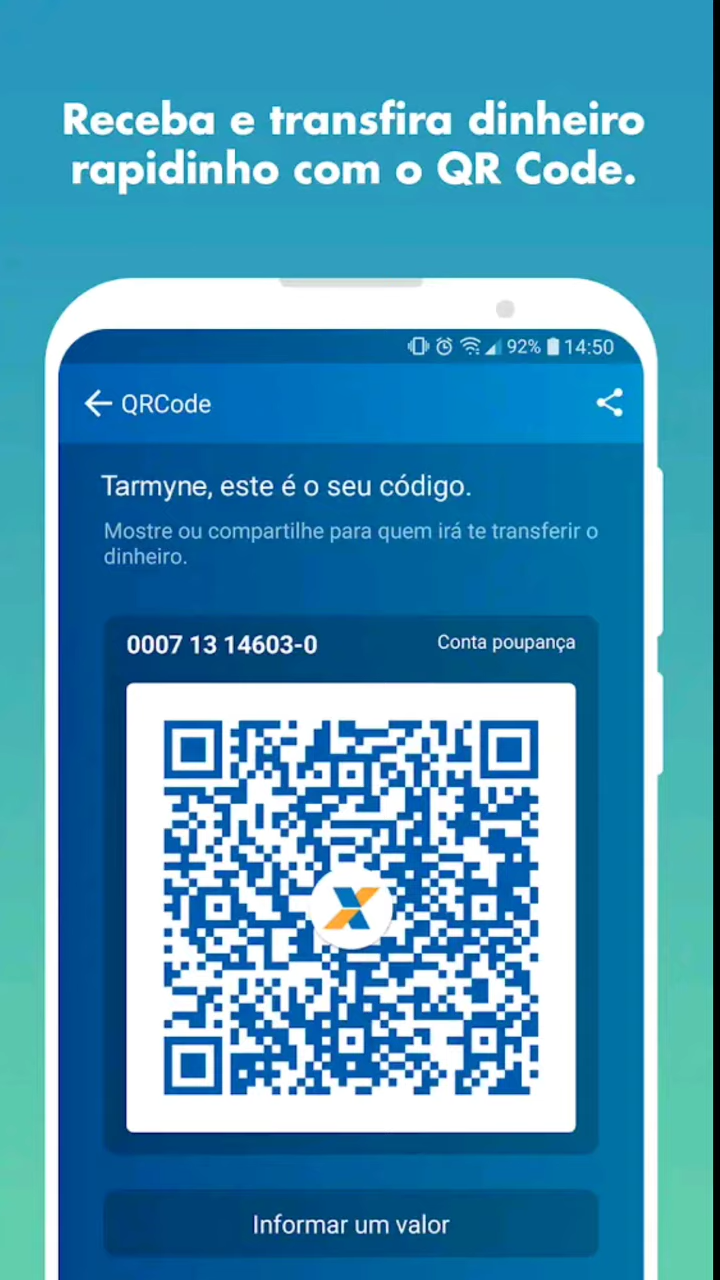 Receba e transfira dinheiro
rapidinho com o QR Code.
92% 14:50
QRCode
Tarmyne, este é o seu código.
Mostre ou compartilhe para quem irá te transferir o
dinheiro.
0007 13 14603-0 Conta poupança
Informar um valor